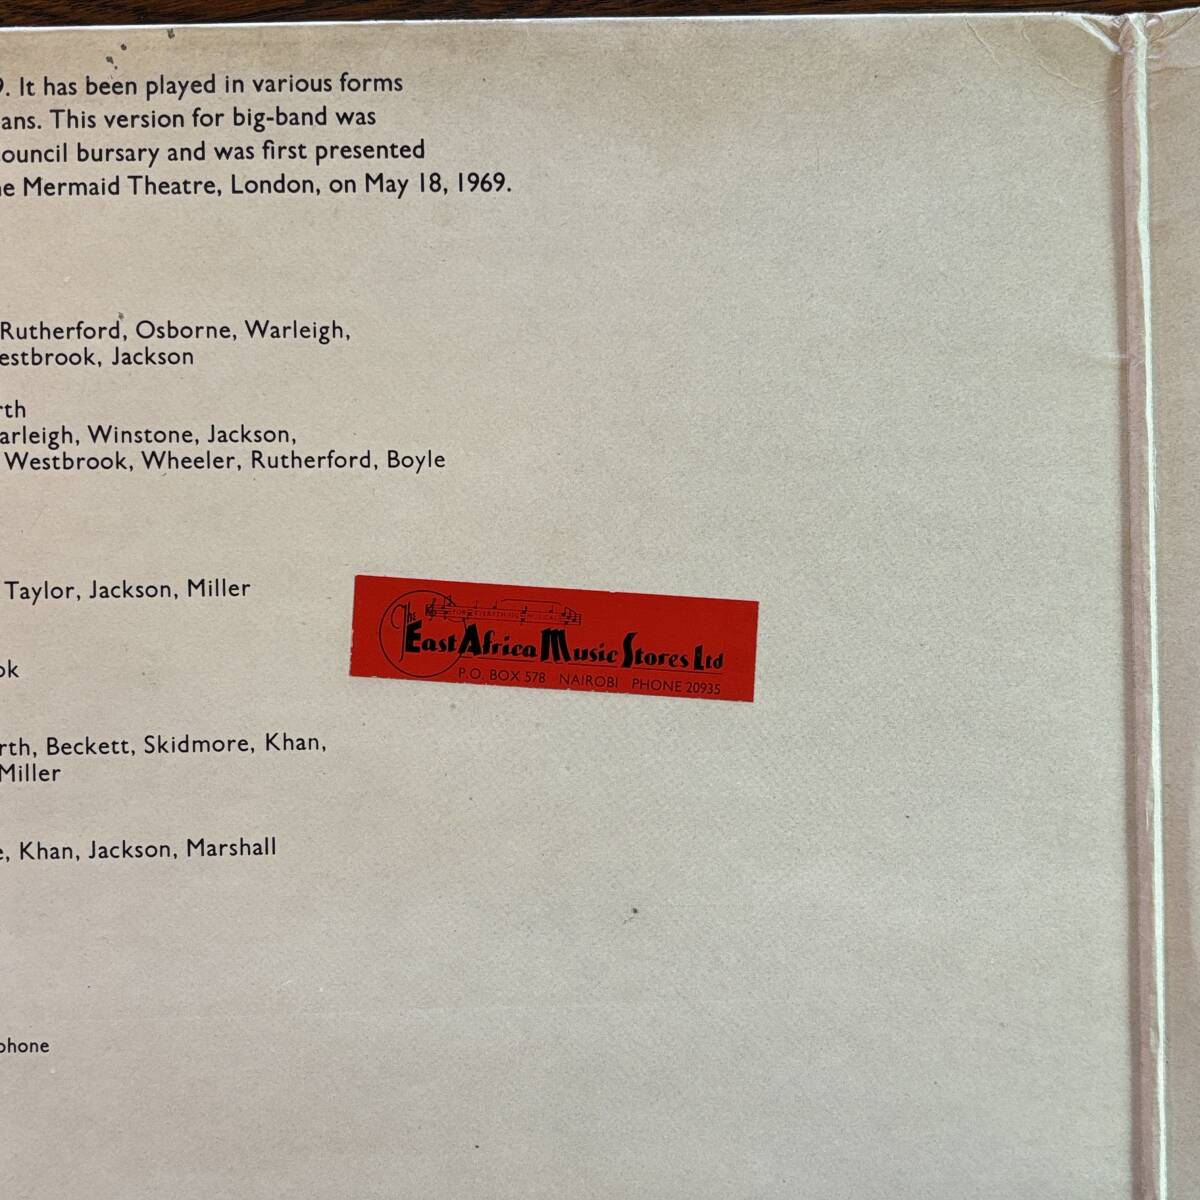 9. It has been played in various forms
ans. This version for big-band was
ouncil bursary and was first presented
e Mermaid Theatre, London, on May 18, 1969.
Rutherford, Osborne, Warleigh,
estbrook, Jackson
rth
arleigh, Winstone, Jackson,
Westbrook, Wheeler, Rutherford, Boyle
Taylor, Jackson, Miller
FOR EVERYTHING MUSICAL
The East Africa Music Stores Ltd
P.O. BOX 578 NAIROBI PHONE 20935
ok
rth, Beckett, Skidmore, Khan,
Miller
e, Khan, Jackson, Marshall
phone